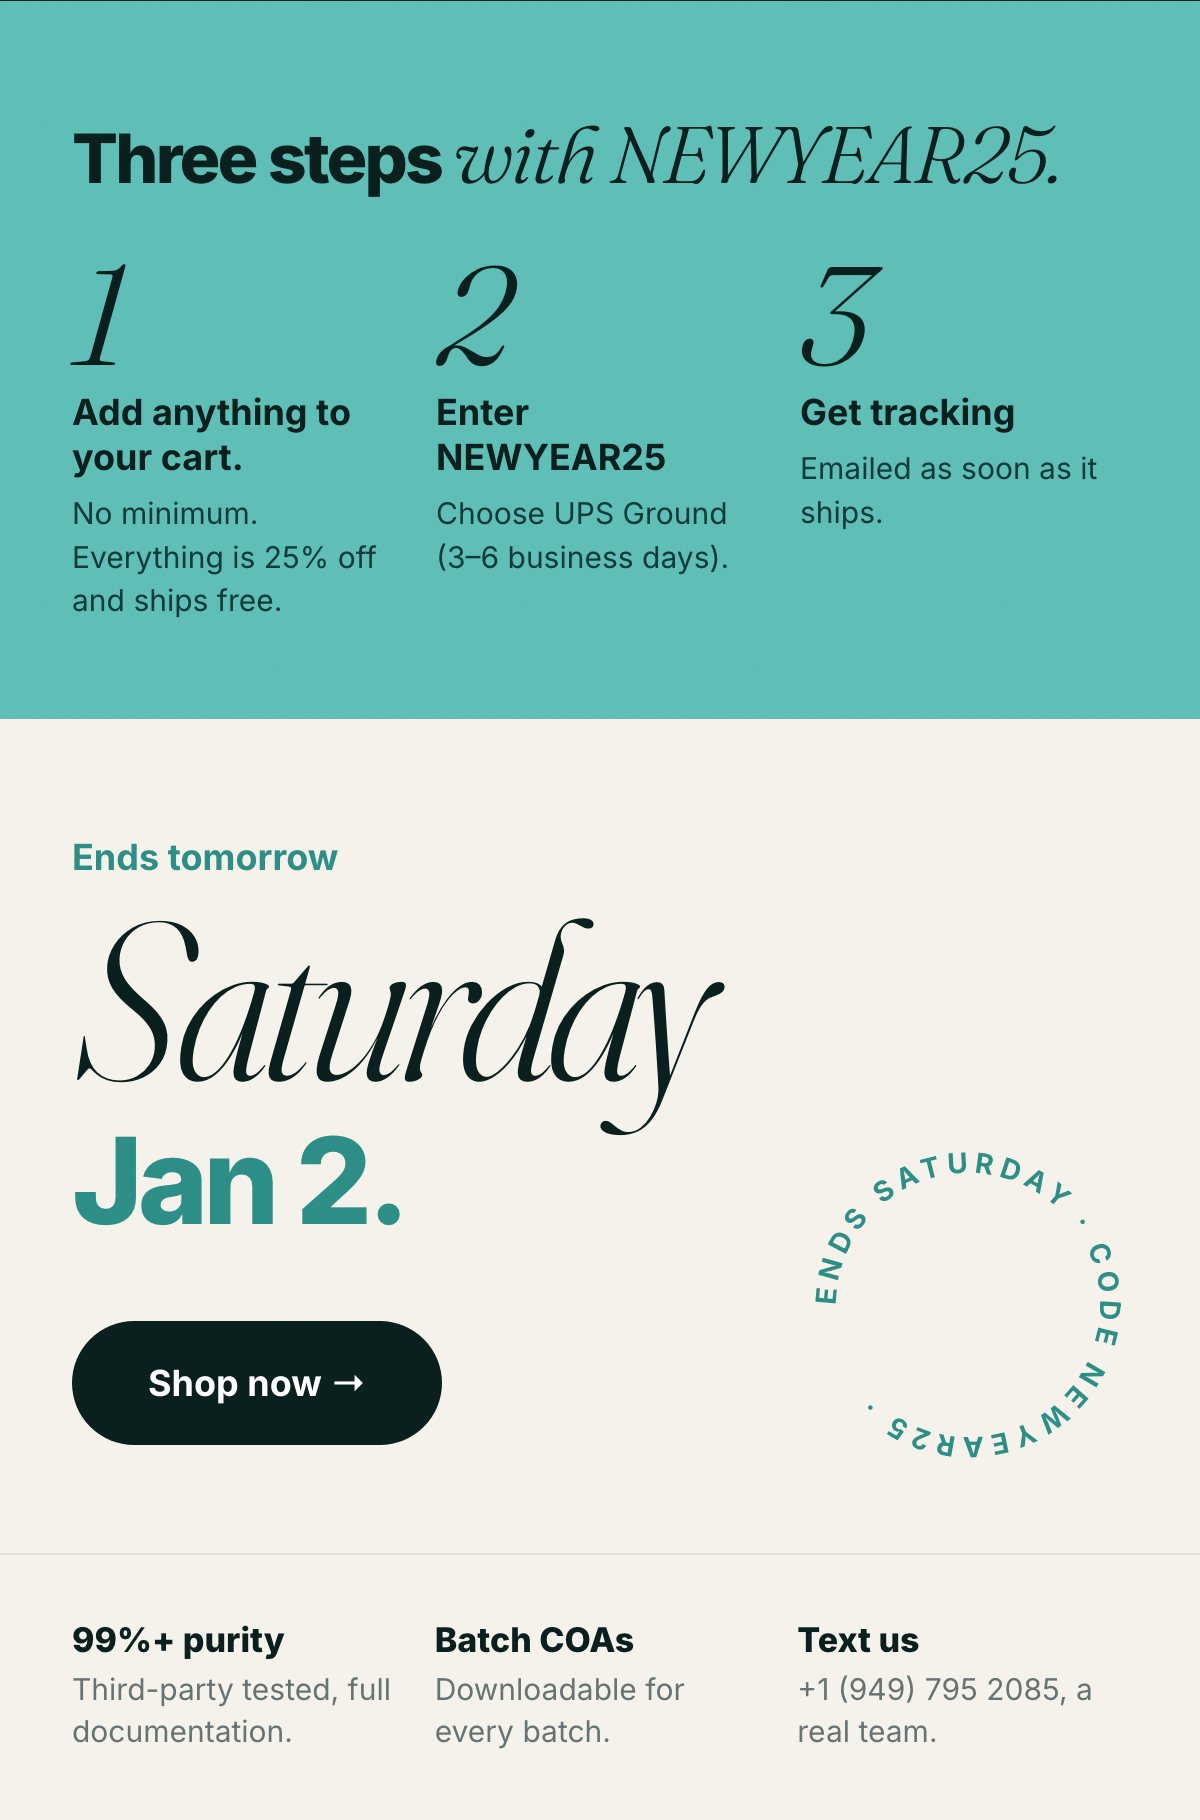 Three steps with NEWYEAR25.
1
Add anything to
your cart.
No minimum.
Everything is 25% off
and ships free.
2
Enter
NEWYEAR25
Choose UPS Ground
(3–6 business days).
3
Get tracking
Emailed as soon as it
ships.
Ends tomorrow
Saturday
Jan 2.
ENDS SATURDAY · CODE NEWYEAR25 ·
Shop now →
99%+ purity
Third-party tested, full
documentation.
Batch COAs
Downloadable for
every batch.
Text us
+1 (949) 795 2085, a
real team.